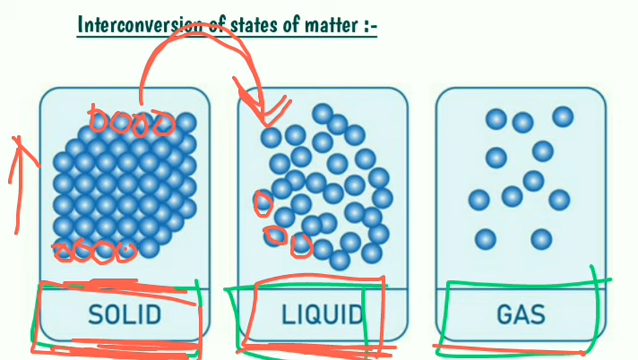 Interconversion of states of matter :-
SOLID
LIQUID
GAS